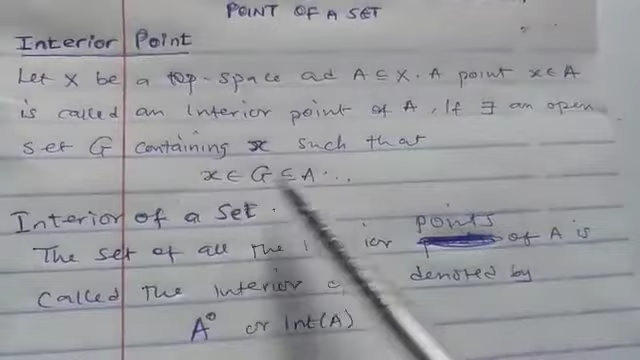 POINT OF A SET
Interior Point
Let X be a top-space ad A ⊆ X. A point x ∈ A
is called an interior point of A, If ∃ an open
set G containing x such that
x ∈ G ⊆ A...
Interior of a set.
The set of all the points of A is
called The interior denoted by
A° or Int(A)